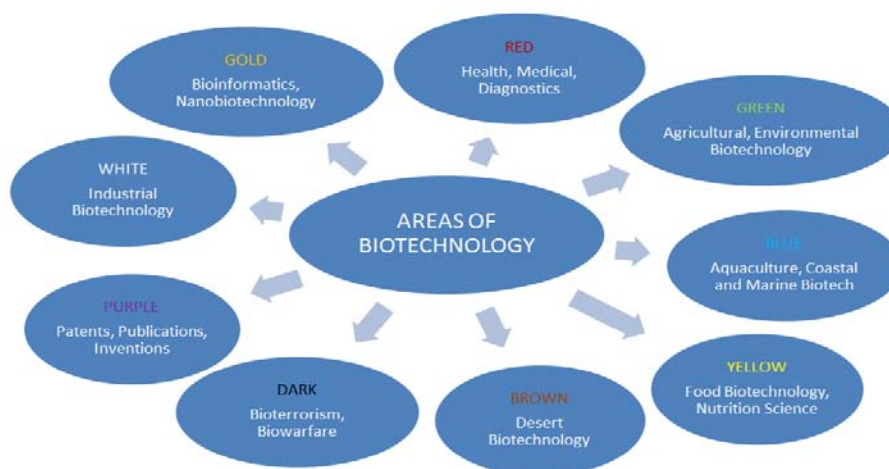 AREAS OF
BIOTECHNOLOGY
RED
Health, Medical,
Diagnostics
GREEN
Agricultural, Environmental
Biotechnology
BLUE
Aquaculture, Coastal
and Marine Biotech
YELLOW
Food Biotechnology,
Nutrition Science
BROWN
Desert
Biotechnology
DARK
Bioterrorism,
Biowarfare
PURPLE
Patents, Publications,
Inventions
WHITE
Industrial
Biotechnology
GOLD
Bioinformatics,
Nanobiotechnology